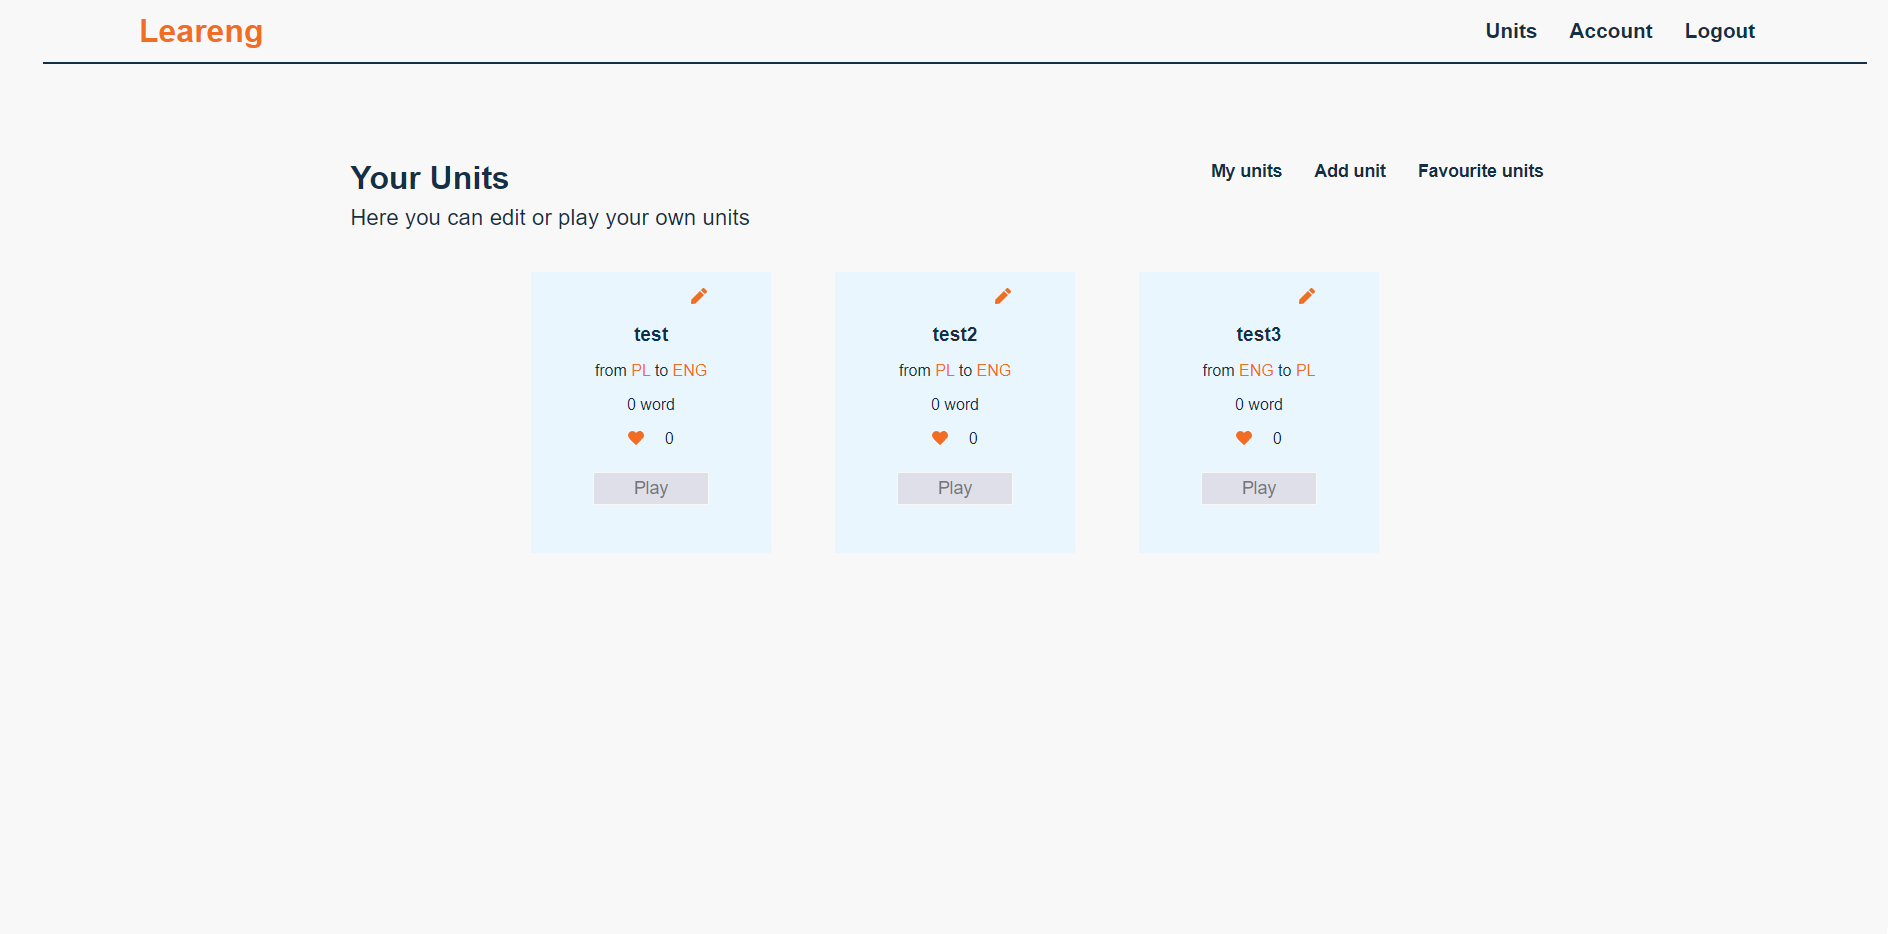 Leareng
Units Account Logout
Your Units
My units Add unit Favourite units
Here you can edit or play your own units
test
from PL to ENG
0 word
0
Play
test2
from PL to ENG
0 word
0
Play
test3
from ENG to PL
0 word
0
Play